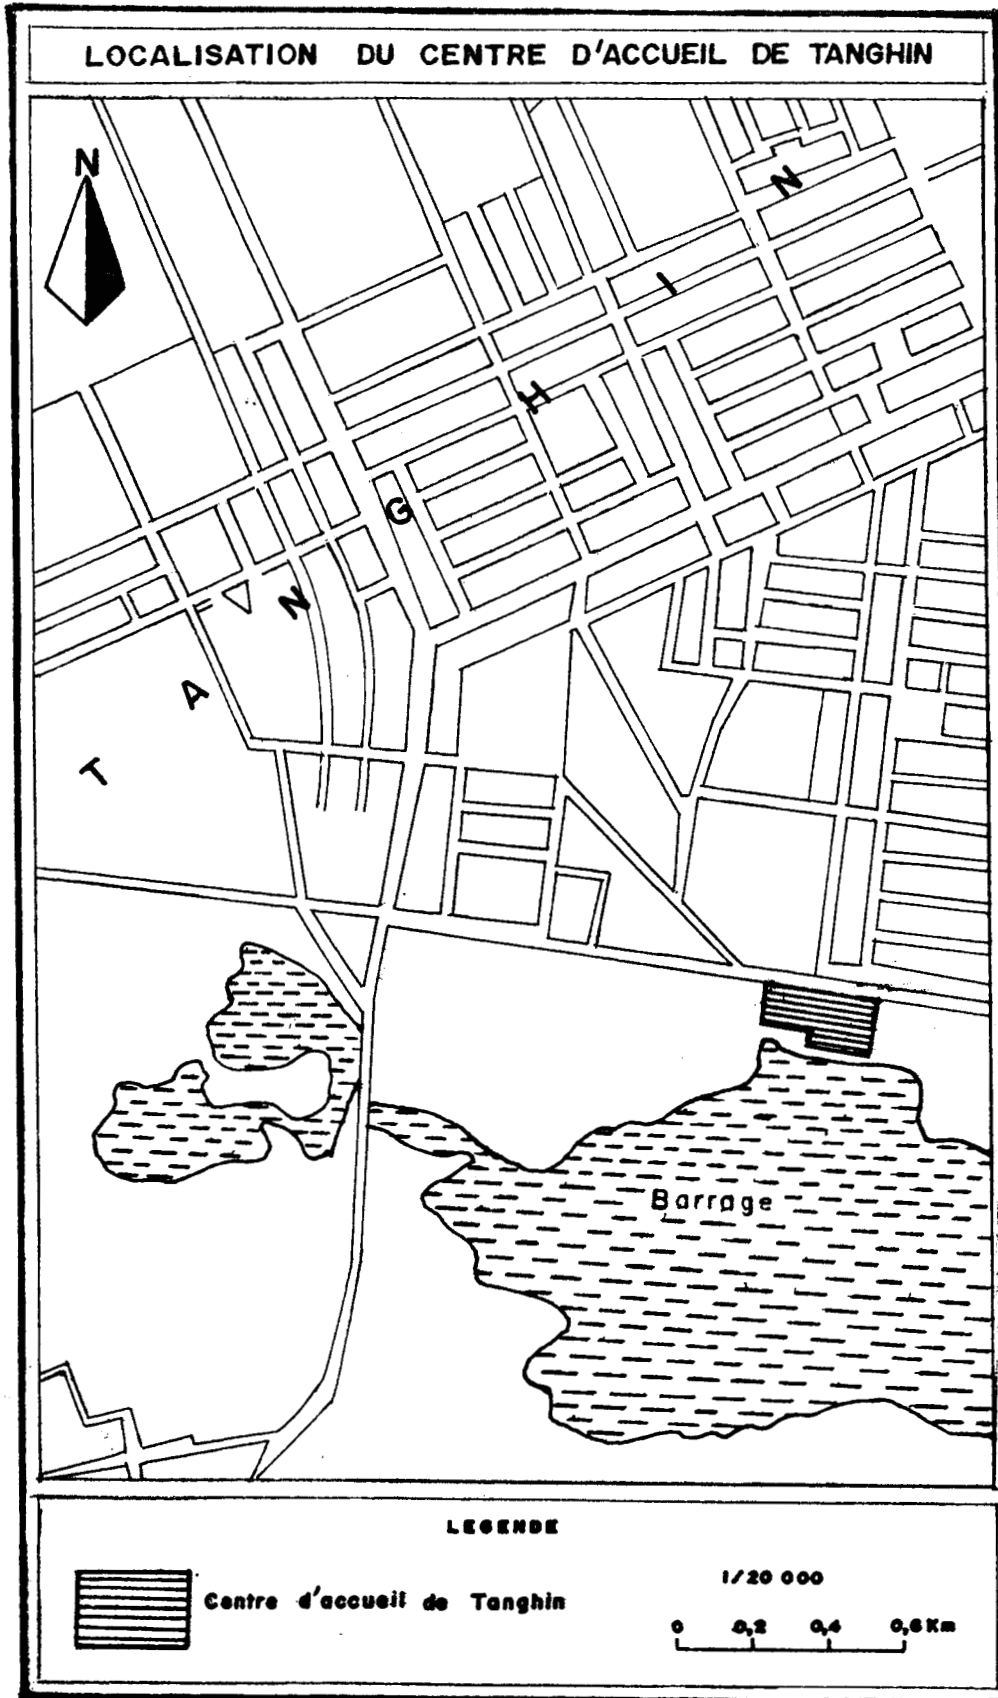 LOCALISATION DU CENTRE D'ACCUEIL DE TANGHIN
N
T A N G H I N
Barrage
LEGENDE
Centre d'accueil de Tanghin
1/20 000
0 0,2 0,4 0,6 Km